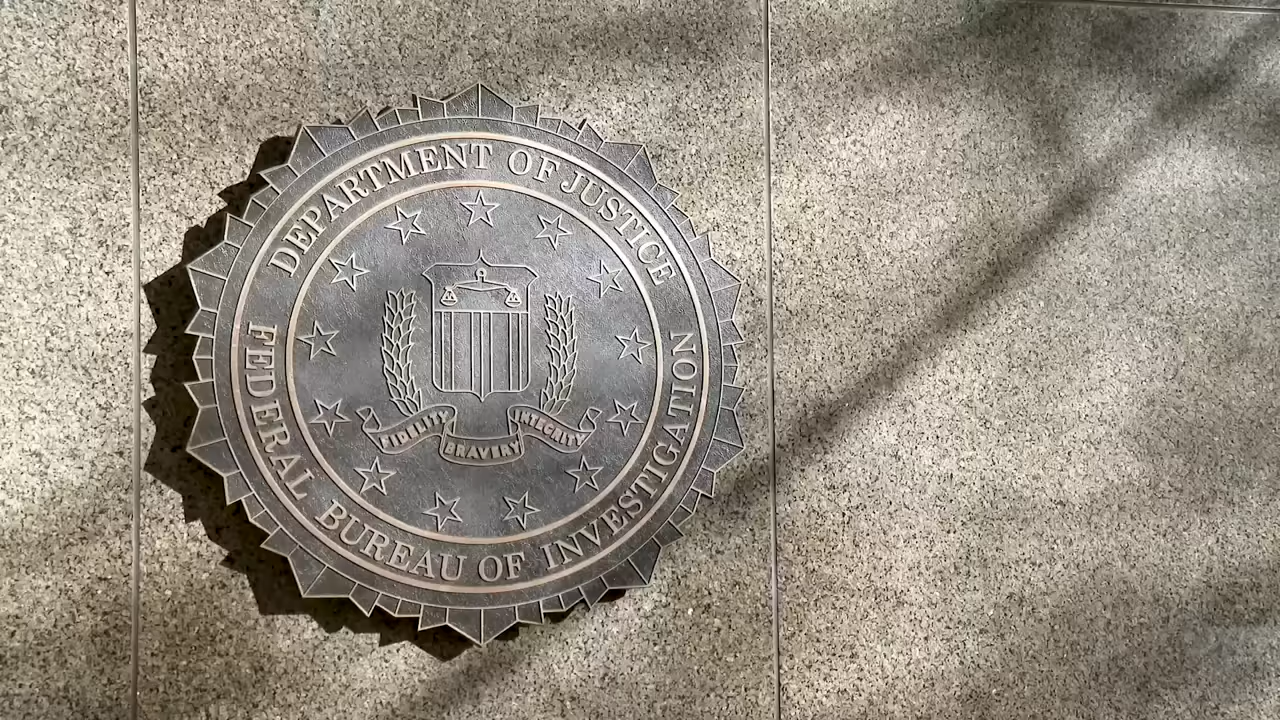 DEPARTMENT OF JUSTICE
FIDELITY
BRAVERY
INTEGRITY
FEDERAL BUREAU OF INVESTIGATION